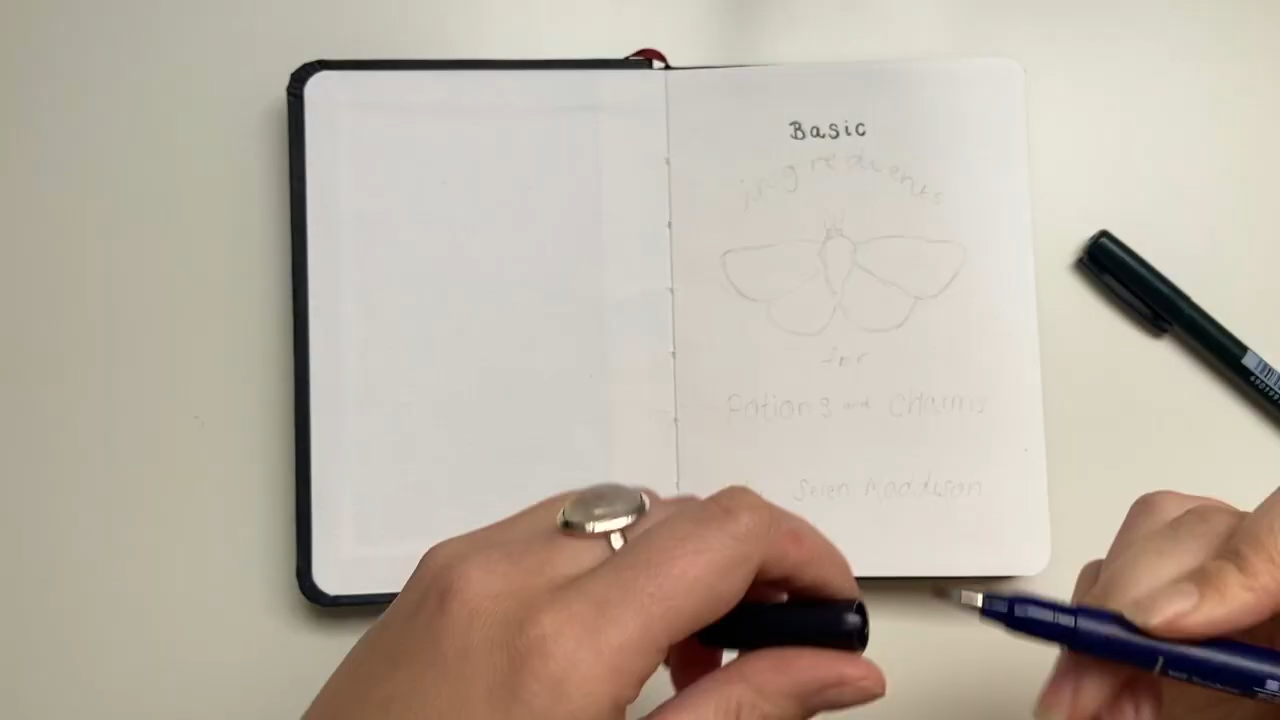 Basic
ingredients
for
Potions and Charms
Selen Maddison